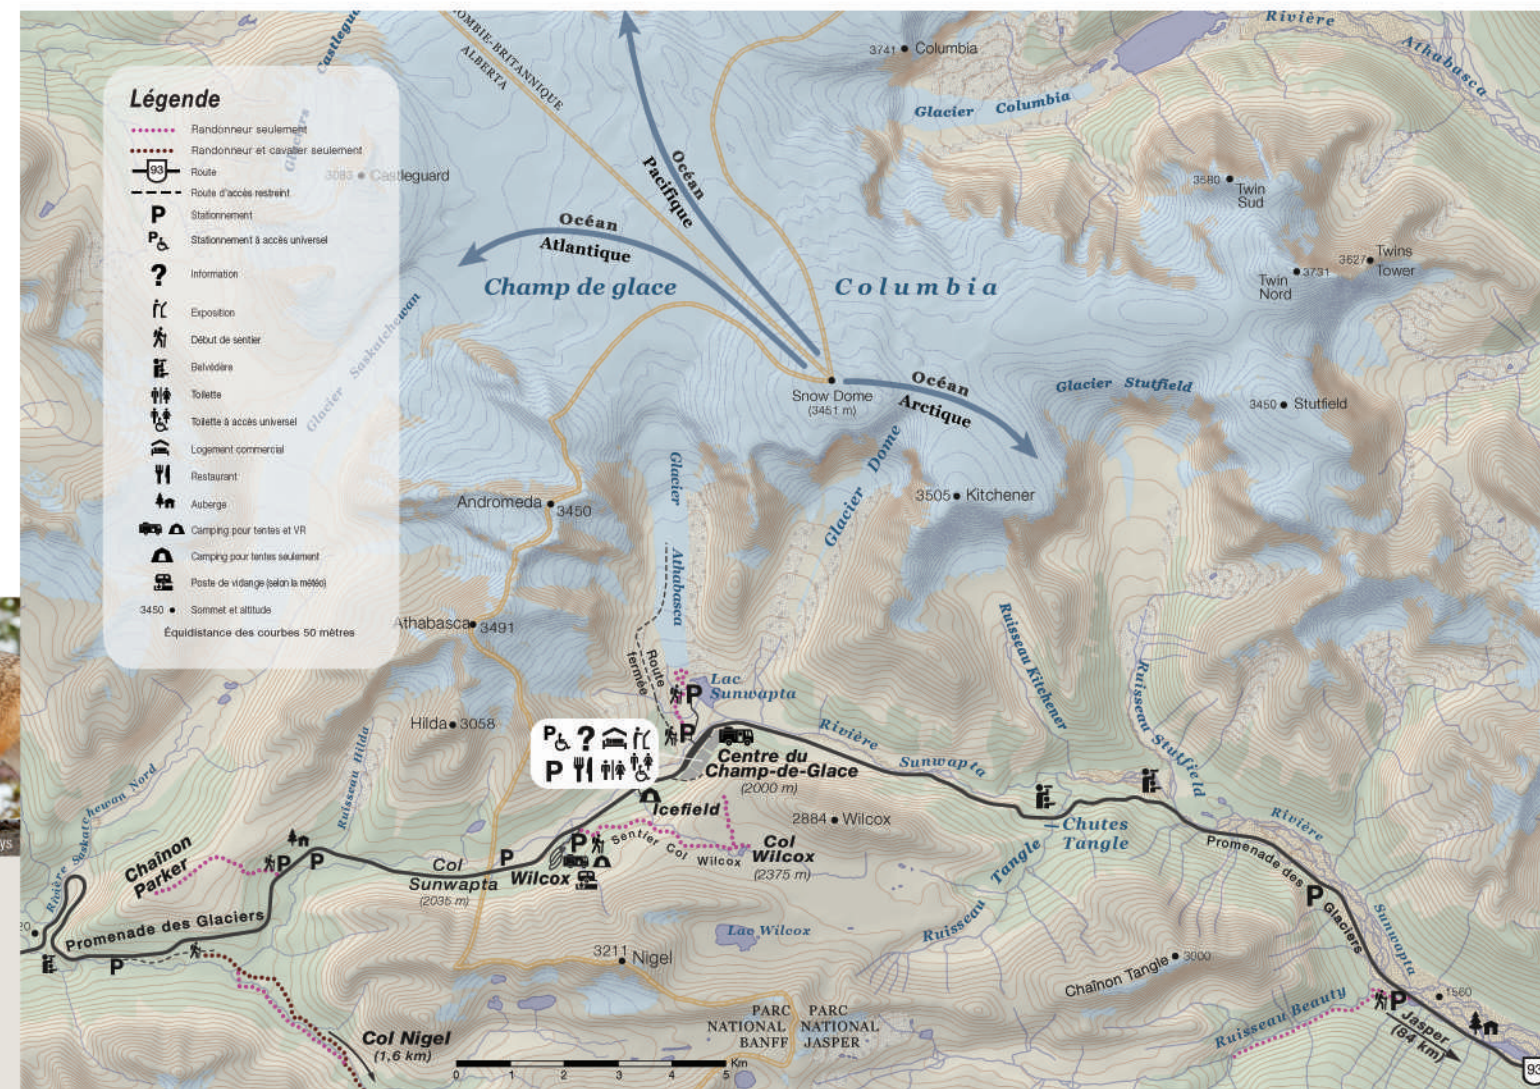 Légende
Randonneur seulement
Randonneur et cavalier seulement
93 Route
Route d'accès restreint
P Stationnement
P Stationnement à accès universel
? Information
Exposition
Début de sentier
Belvédère
Toilette
Toilette à accès universel
Logement commercial
Restaurant
Auberge
Camping pour tentes et VR
Camping pour tentes seulement
Poste de vidange (selon la météo)
3450 Sommet et altitude
Équidistance des courbes 50 mètres
OMBIE-BRITANNIQUE
ALBERTA
Glaciers
3083 Castleguard
Océan
Pacifique
Océan
Atlantique
Champ de glace Columbia
3741 Columbia
Glacier Columbia
Rivière
Athabasca
3580
Twin
Sud
3627 Twins
Tower
3731
Twin
Nord
Snow Dome
(3451 m)
Océan
Arctique
Glacier Stutfield
3450 Stutfield
Glacier Saskatchewan
Glacier
Athabasca
Glacier Dome
3505 Kitchener
Andromeda 3450
Athabasca 3491
Hilda 3058
Route
fermée
P
Lac
Sunwapta
P
P ?
P
Centre du
Champ-de-Glace
(2000 m)
Icefield
Rivière Sunwapta
Ruisseau Kitchener
Ruisseau Stutfield
Rivière
Sunwapta
2884 Wilcox
Chutes
Tangle
Ruisseau Tangle
Promenade des Glaciers
P
Rivière Saskatchewan Nord
Ruisseau Hilda
Chaînon
Parker
P
P
Col
Sunwapta
(2035 m)
P
Wilcox
P
Sentier Col Wilcox
Col
Wilcox
(2375 m)
Lac Wilcox
3211 Nigel
Promenade des Glaciers
P
Col Nigel
(1,6 km)
PARC
NATIONAL
BANFF
PARC
NATIONAL
JASPER
0 1 2 3 4 5 Km
Chaînon Tangle 3000
Ruisseau Beauty
P
1560
Jasper
(84 km)
93